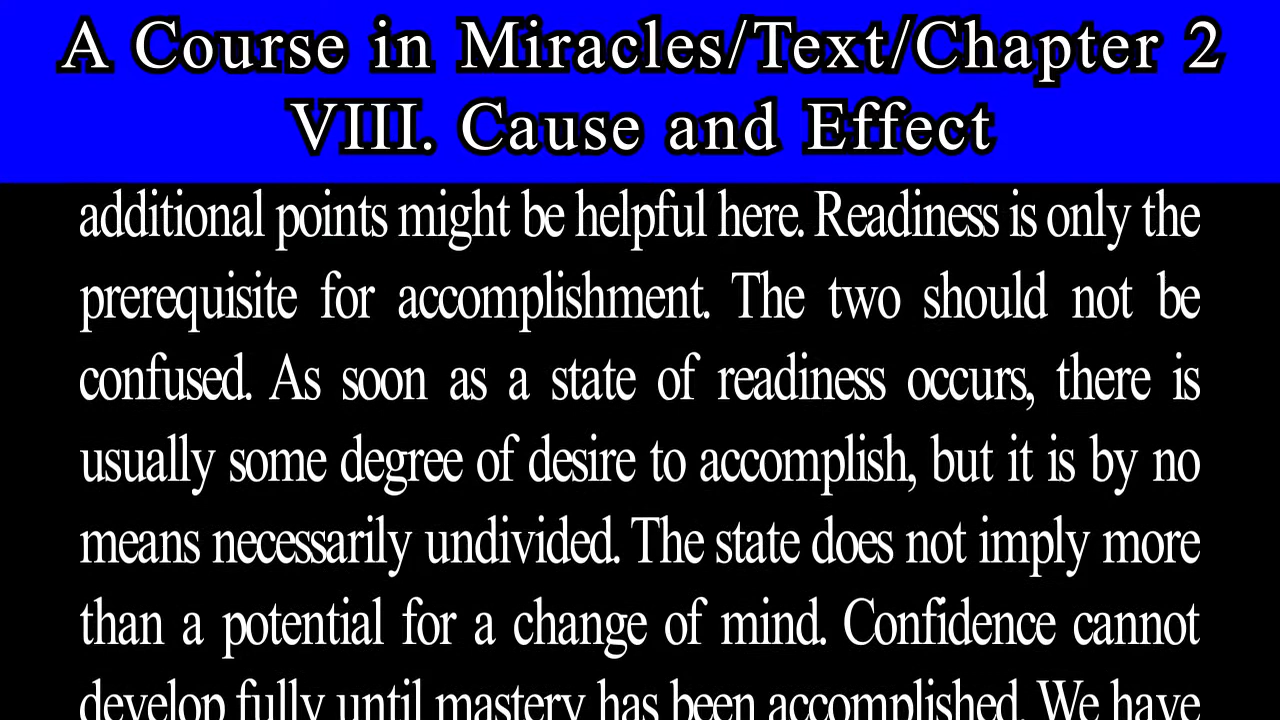 A Course in Miracles/Text/Chapter 2
VIII. Cause and Effect
additional points might be helpful here. Readiness is only the
prerequisite for accomplishment. The two should not be
confused. As soon as a state of readiness occurs, there is
usually some degree of desire to accomplish, but it is by no
means necessarily undivided. The state does not imply more
than a potential for a change of mind. Confidence cannot
develop fully until mastery has been accomplished. We have